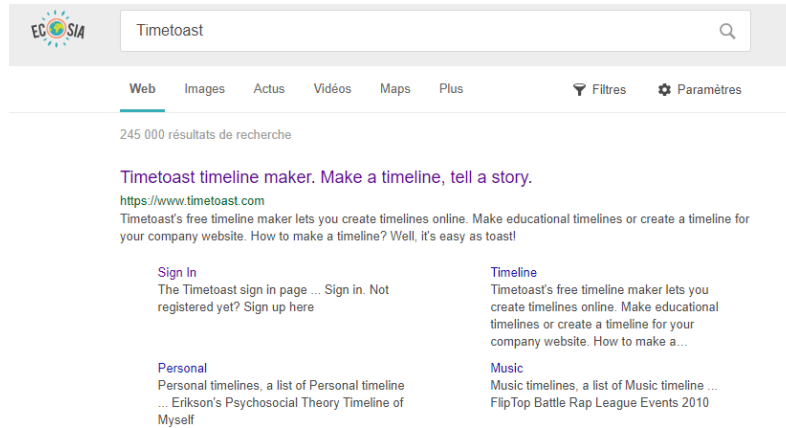 ECOSIA
Timetoast
Web Images Actus Vidéos Maps Plus Filtres Paramètres
245 000 résultats de recherche
Timetoast timeline maker. Make a timeline, tell a story.
https://www.timetoast.com
Timetoast's free timeline maker lets you create timelines online. Make educational timelines or create a timeline for
your company website. How to make a timeline? Well, it's easy as toast!
Sign In
The Timetoast sign in page ... Sign in. Not
registered yet? Sign up here
Timeline
Timetoast's free timeline maker lets you
create timelines online. Make educational
timelines or create a timeline for your
company website. How to make a…
Personal
Personal timelines, a list of Personal timeline
... Erikson's Psychosocial Theory Timeline of
Myself
Music
Music timelines, a list of Music timeline ...
FlipTop Battle Rap League Events 2010